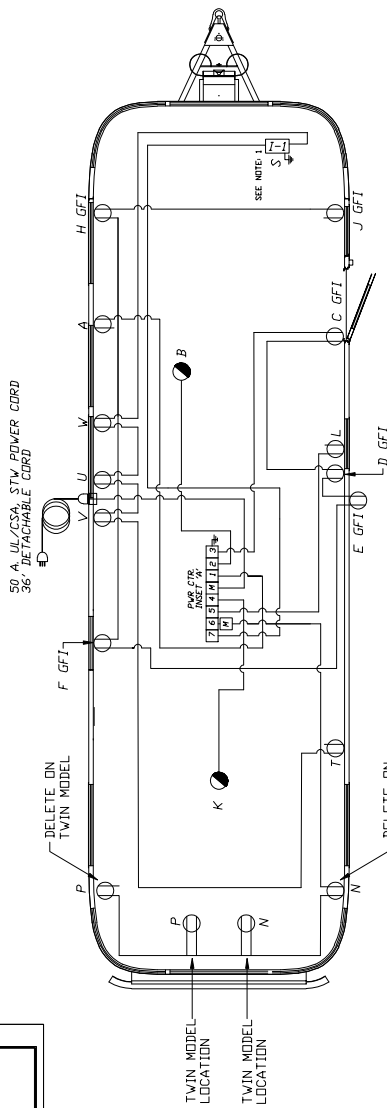 50 A. UL/CSA, STW POWER CORD
36' DETACHABLE CORD
DELETE ON
TWIN MODEL
P
F GFI
V
U
W
A
H GFI
B
SEE NOTE: 1
I-1
S
PWR CTR.
INSET 'A'
7
6
5
4
M
1
2
3
M
K
P
N
TWIN MODEL
LOCATION
TWIN MODEL
LOCATION
N
T
E GFI
D GFI
L
C GFI
J GFI
DELETE ON